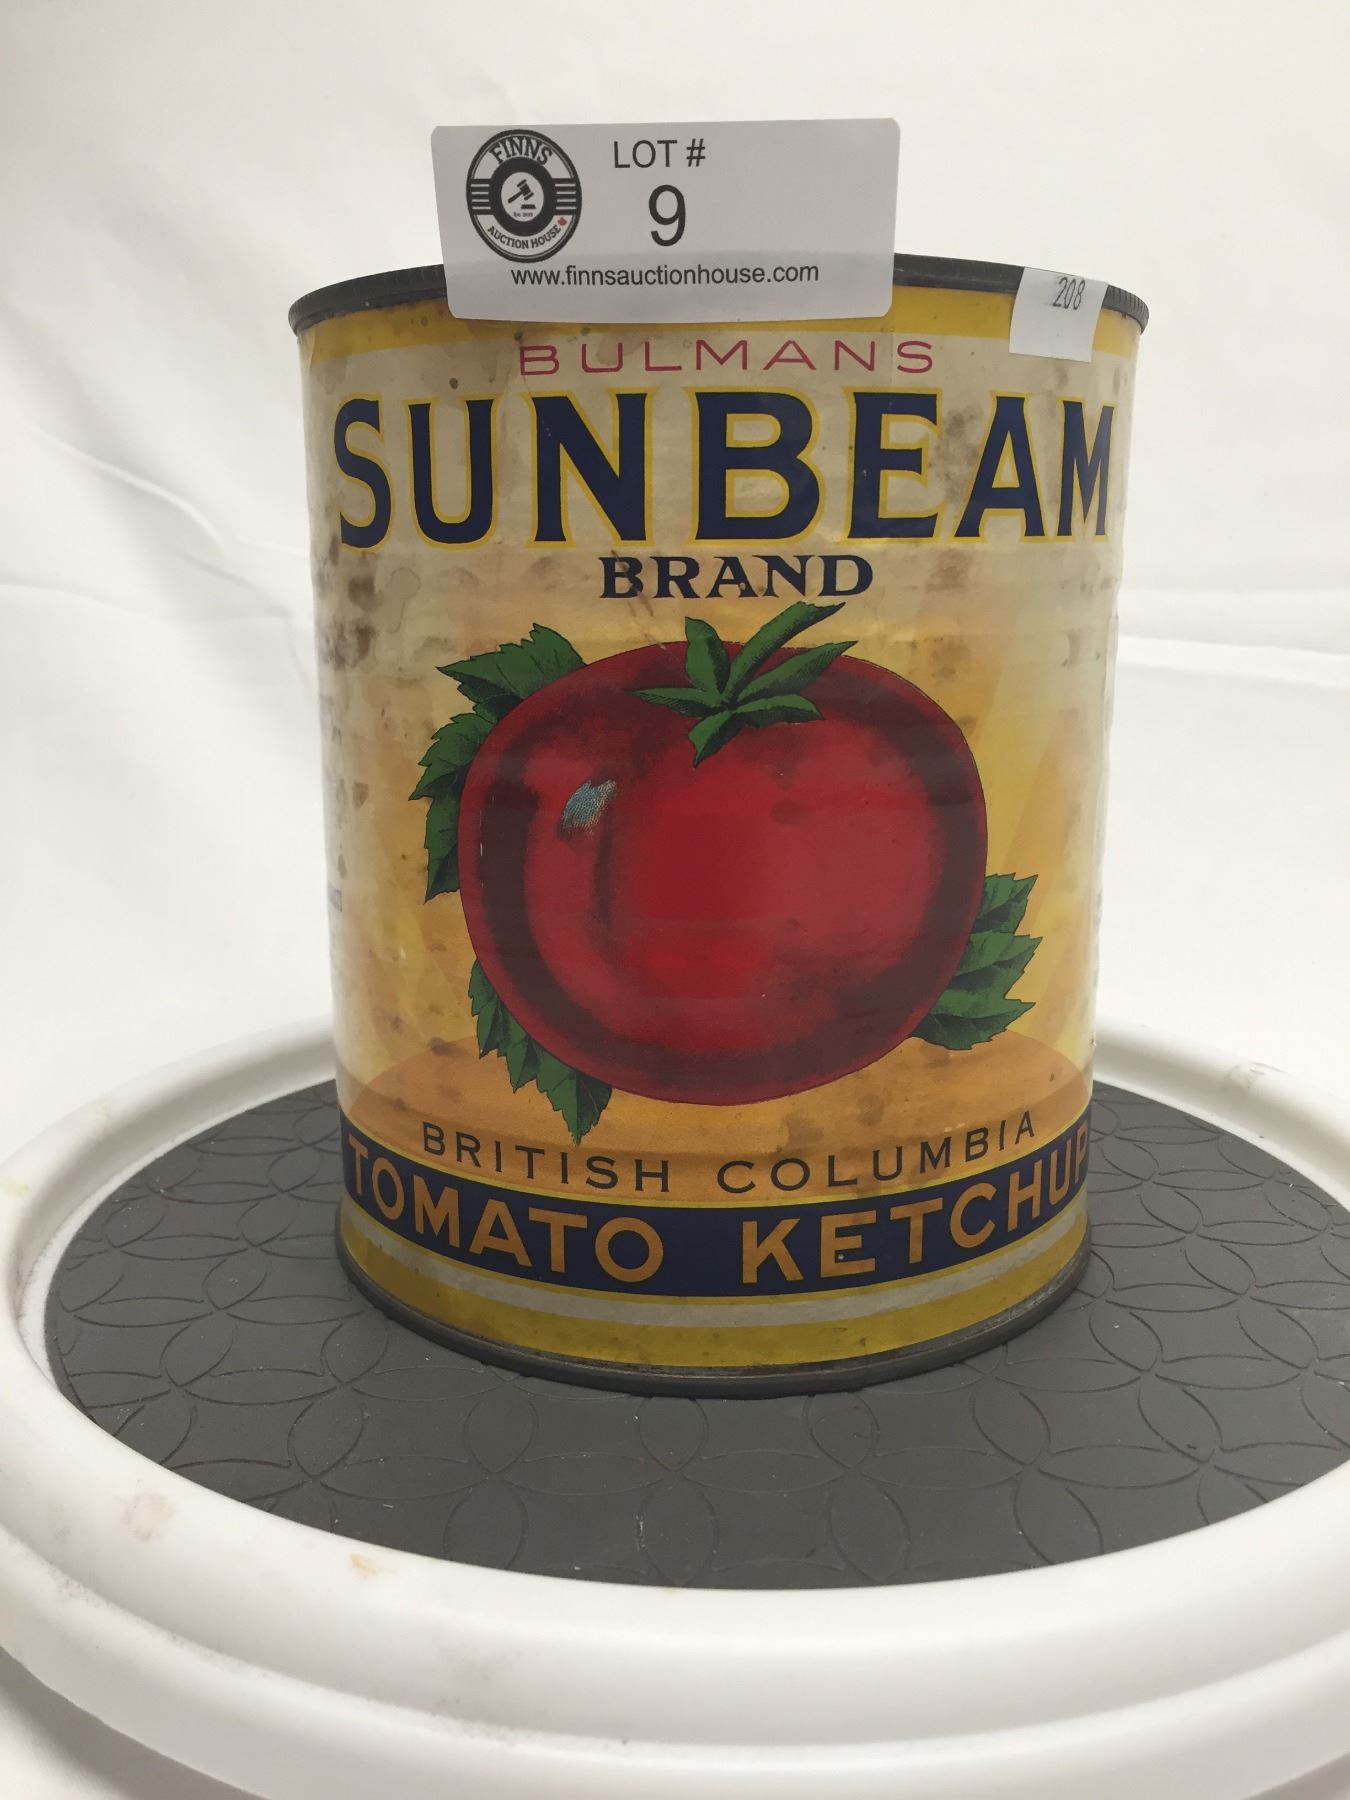 FINNS
AUCTION HOUSE
LOT #
9
www.finnsauctionhouse.com
208
BULMANS
SUNBEAM
BRAND
BRITISH COLUMBIA
TOMATO KETCHUP